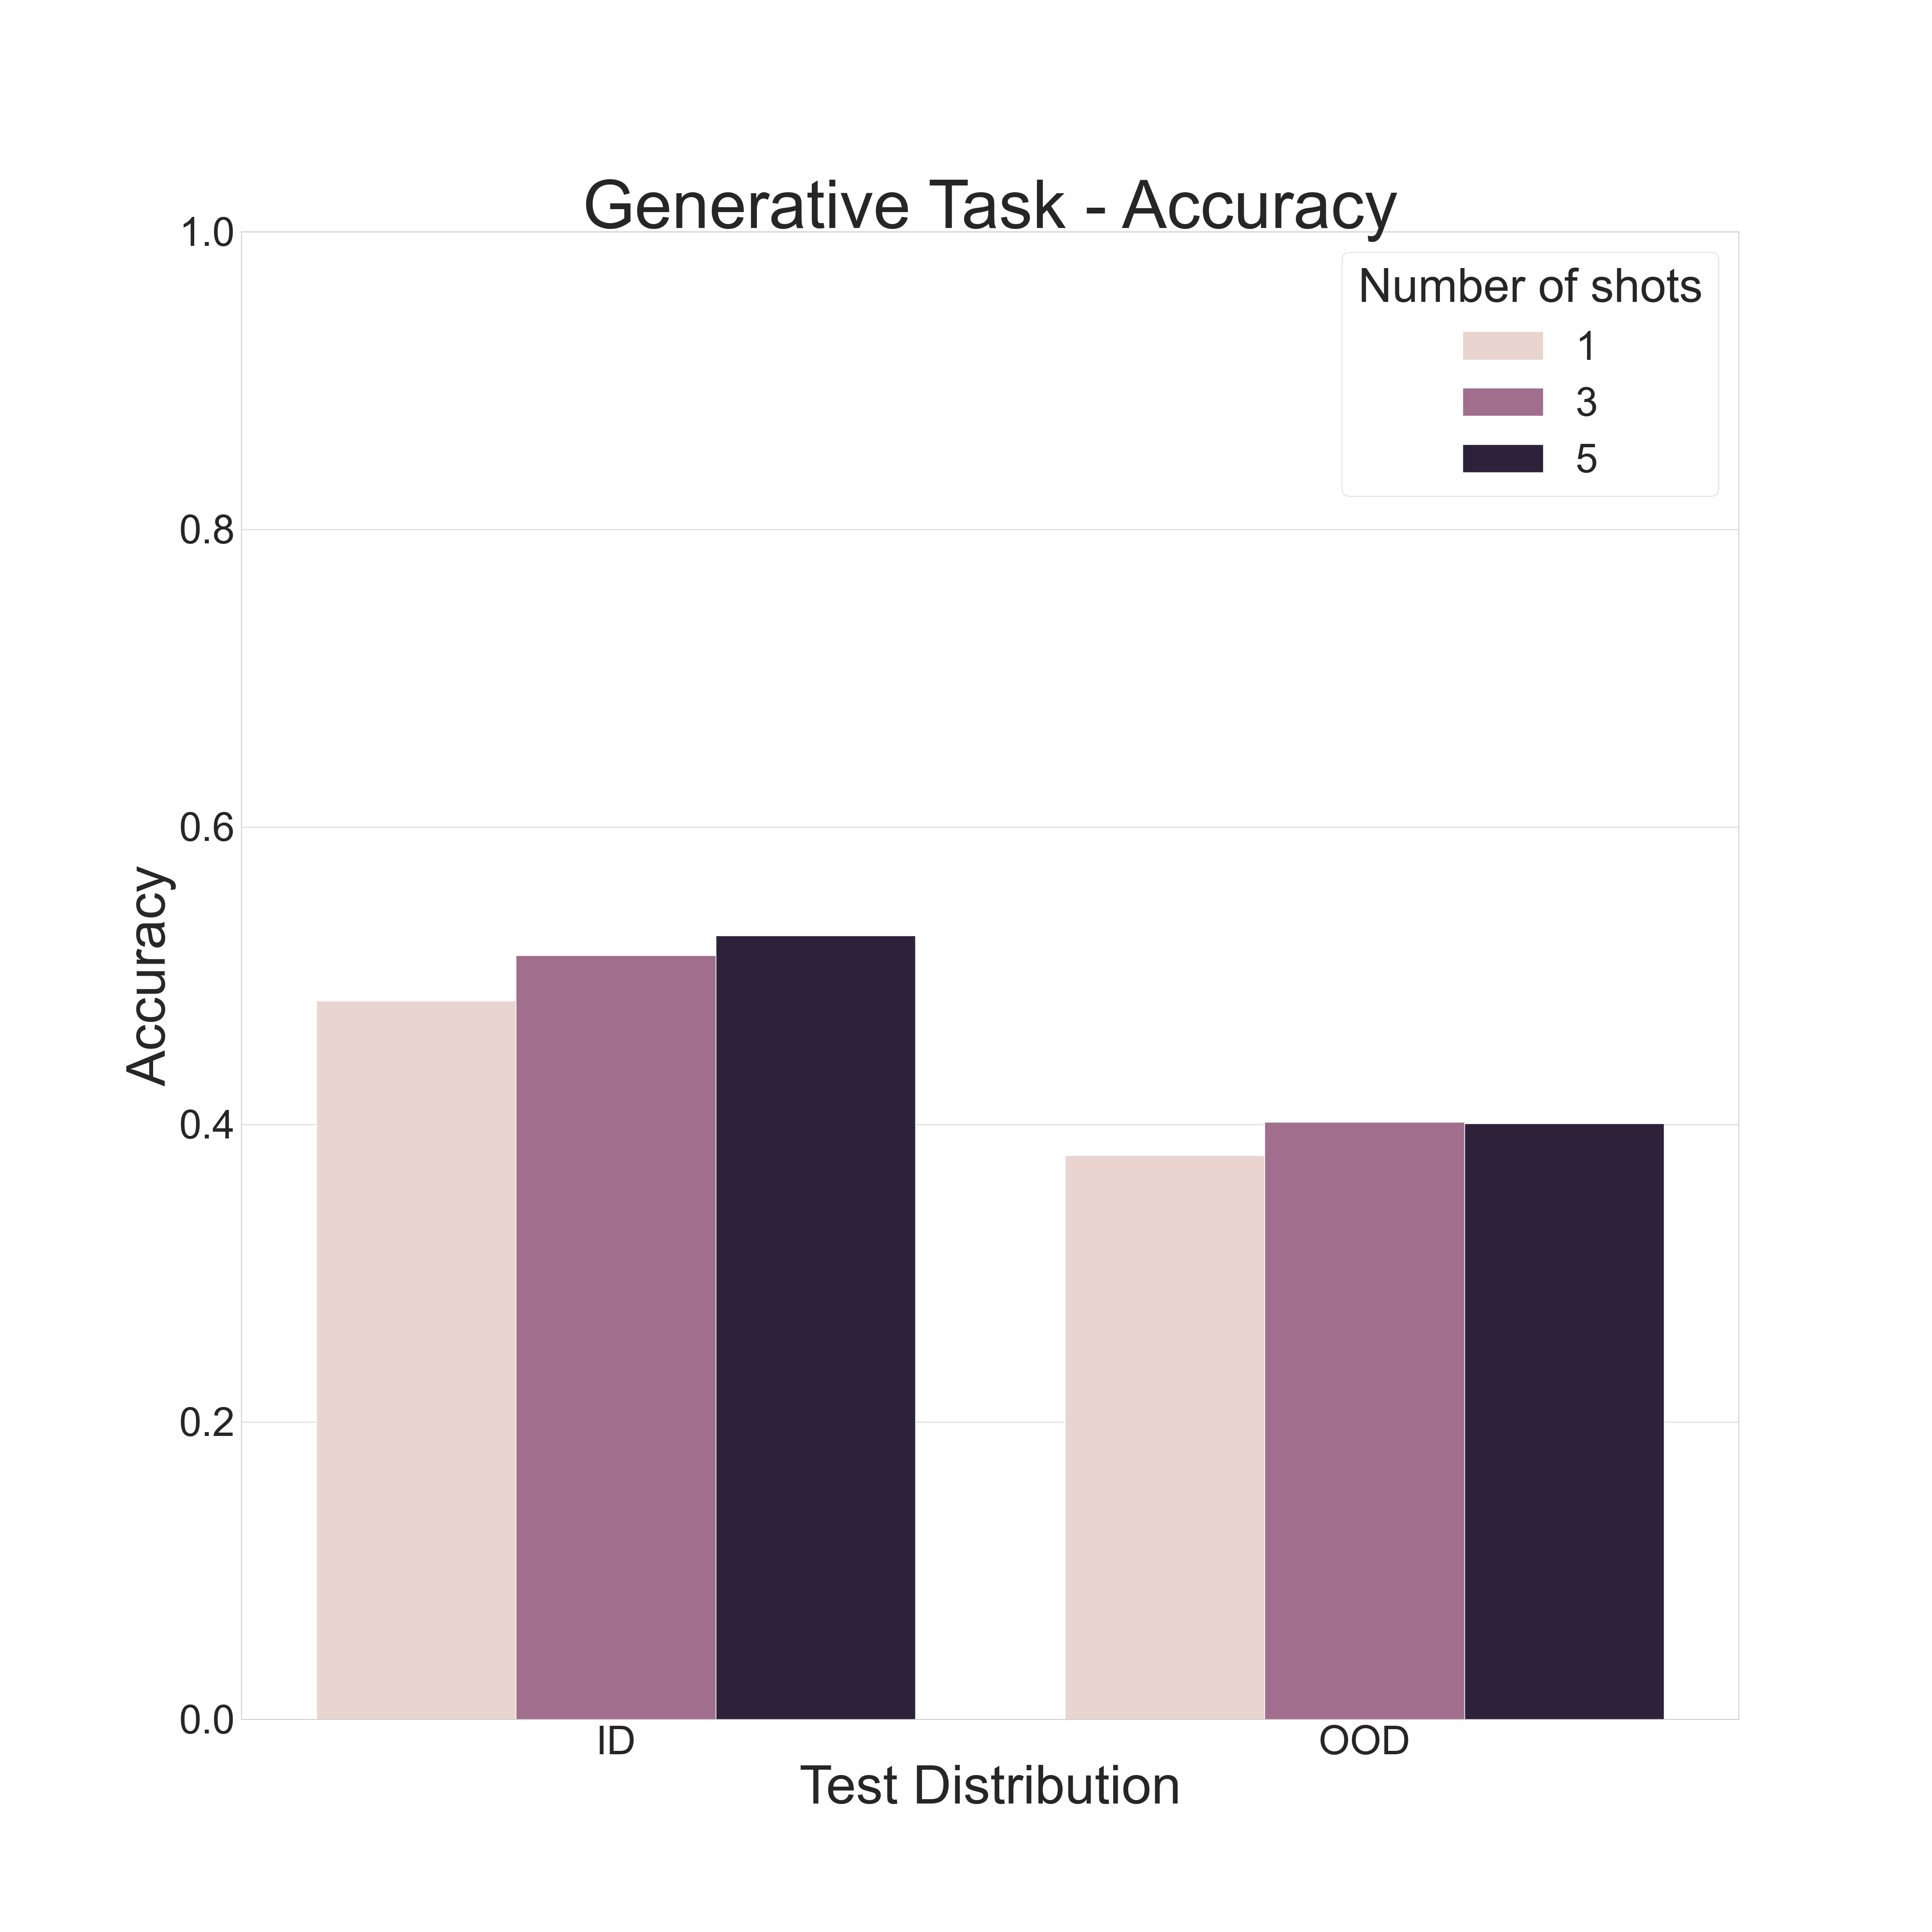 Generative Task - Accuracy
Number of shots
1
3
5
1.0
0.8
0.6
0.4
0.2
0.0
Accuracy
ID
OOD
Test Distribution